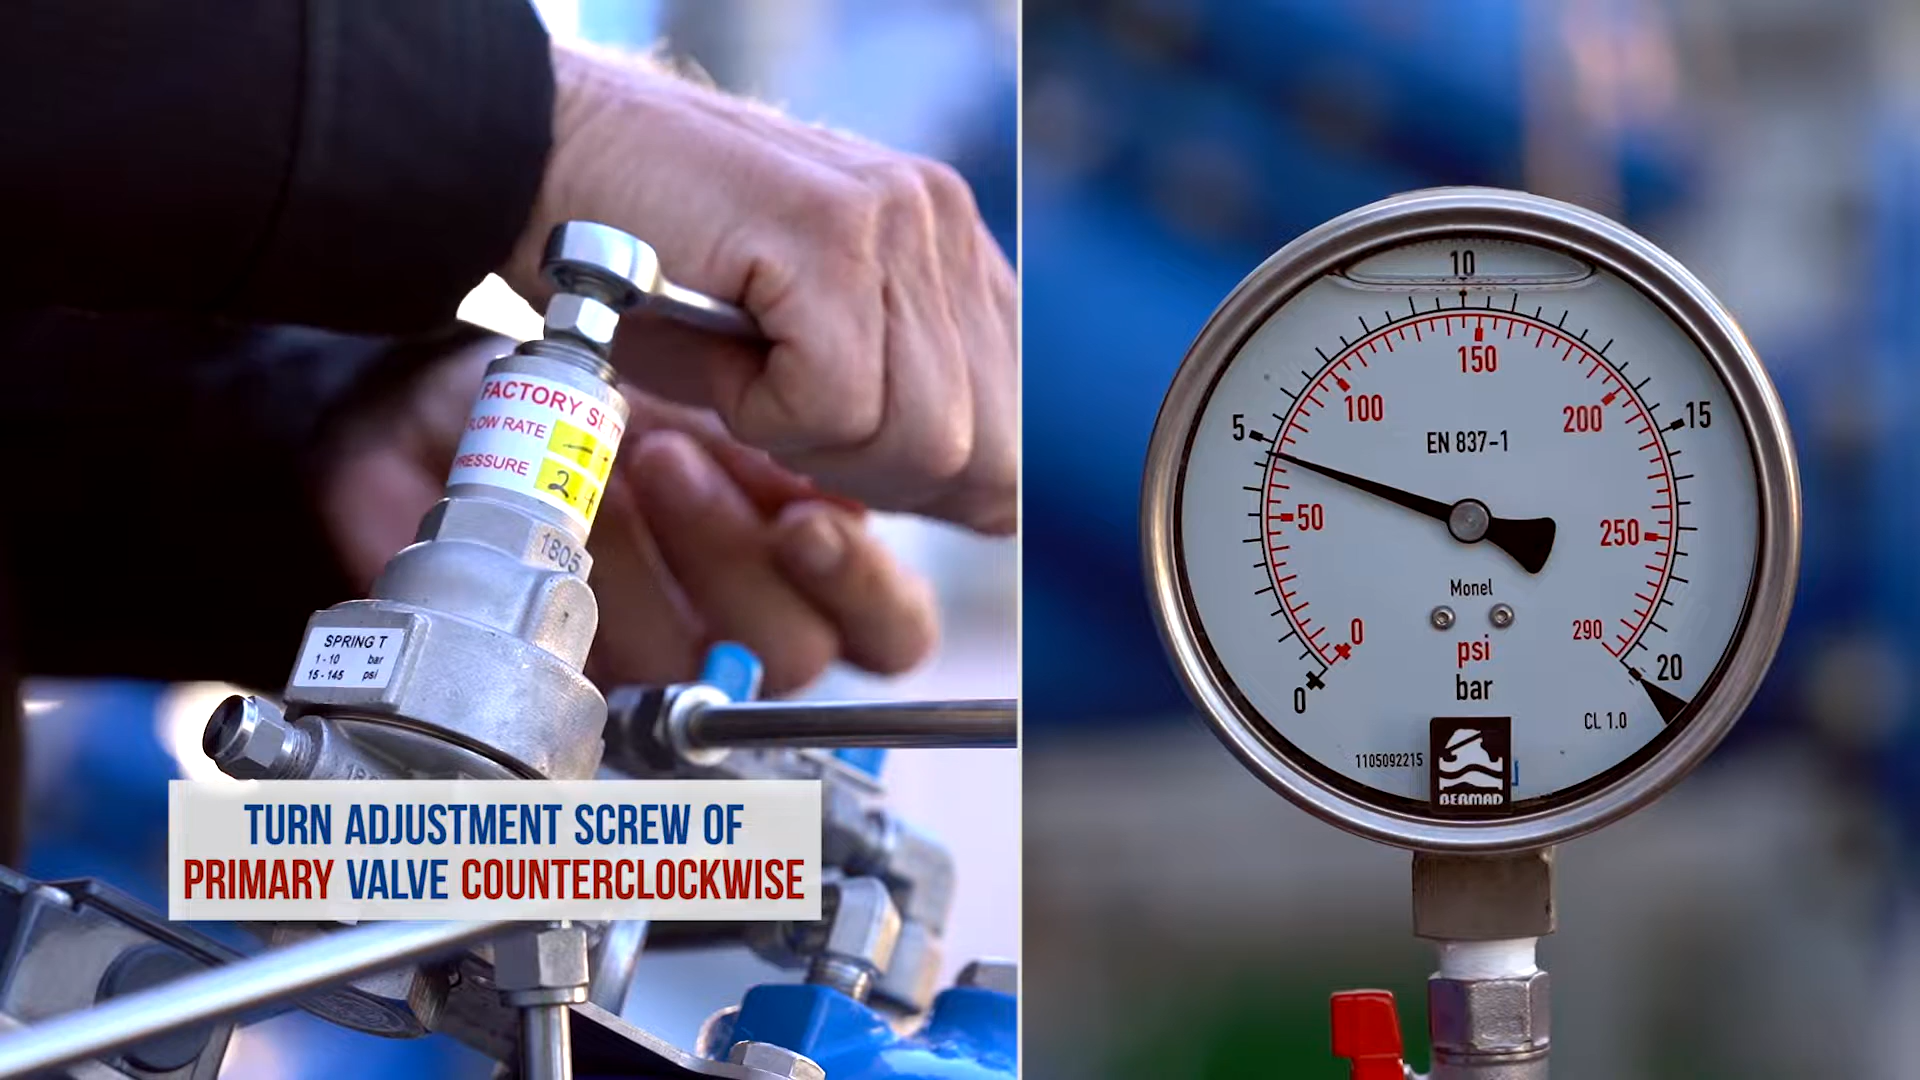 FACTORY SETT
FLOW RATE
PRESSURE
2.
1805
SPRING T
1-10 bar
15-145 psi
TURN ADJUSTMENT SCREW OF
PRIMARY VALVE COUNTERCLOCKWISE
10
150
100
200
5
15
EN 837-1
50
250
Monel
0
290
psi
bar
0
20
CL 1.0
1105092215
BERMAD